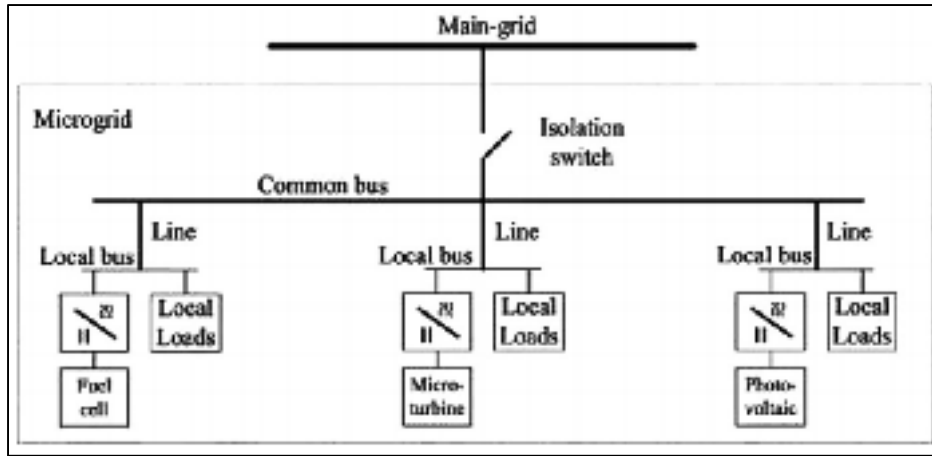 Main-grid
Microgrid
Isolation
switch
Common bus
Line
Line
Line
Local bus
Local bus
Local bus
Local
Loads
Local
Loads
Local
Loads
Fuel
cell
Micro-
turbine
Photo-
voltaic